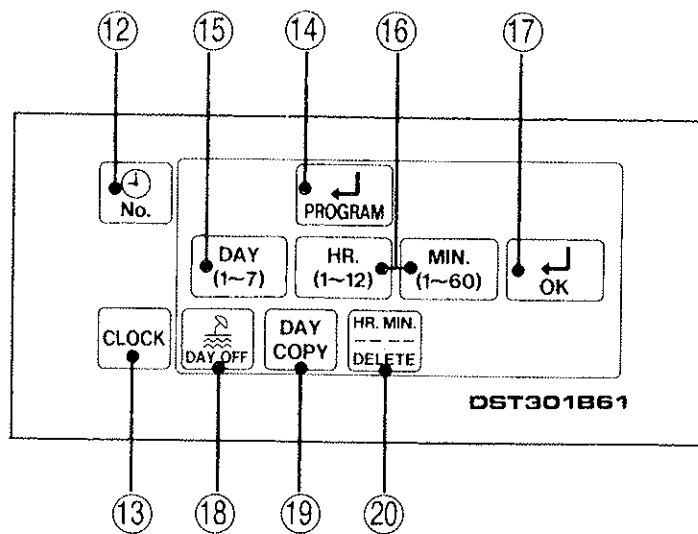 ⑫ ⑮ ⑭ ⑯ ⑰
No.
PROGRAM
DAY
(1~7)
HR.
(1~12)
MIN.
(1~60)
OK
CLOCK
DAY OFF
DAY
COPY
HR. MIN.
DELETE
DST301B61
⑬ ⑱ ⑲ ⑳